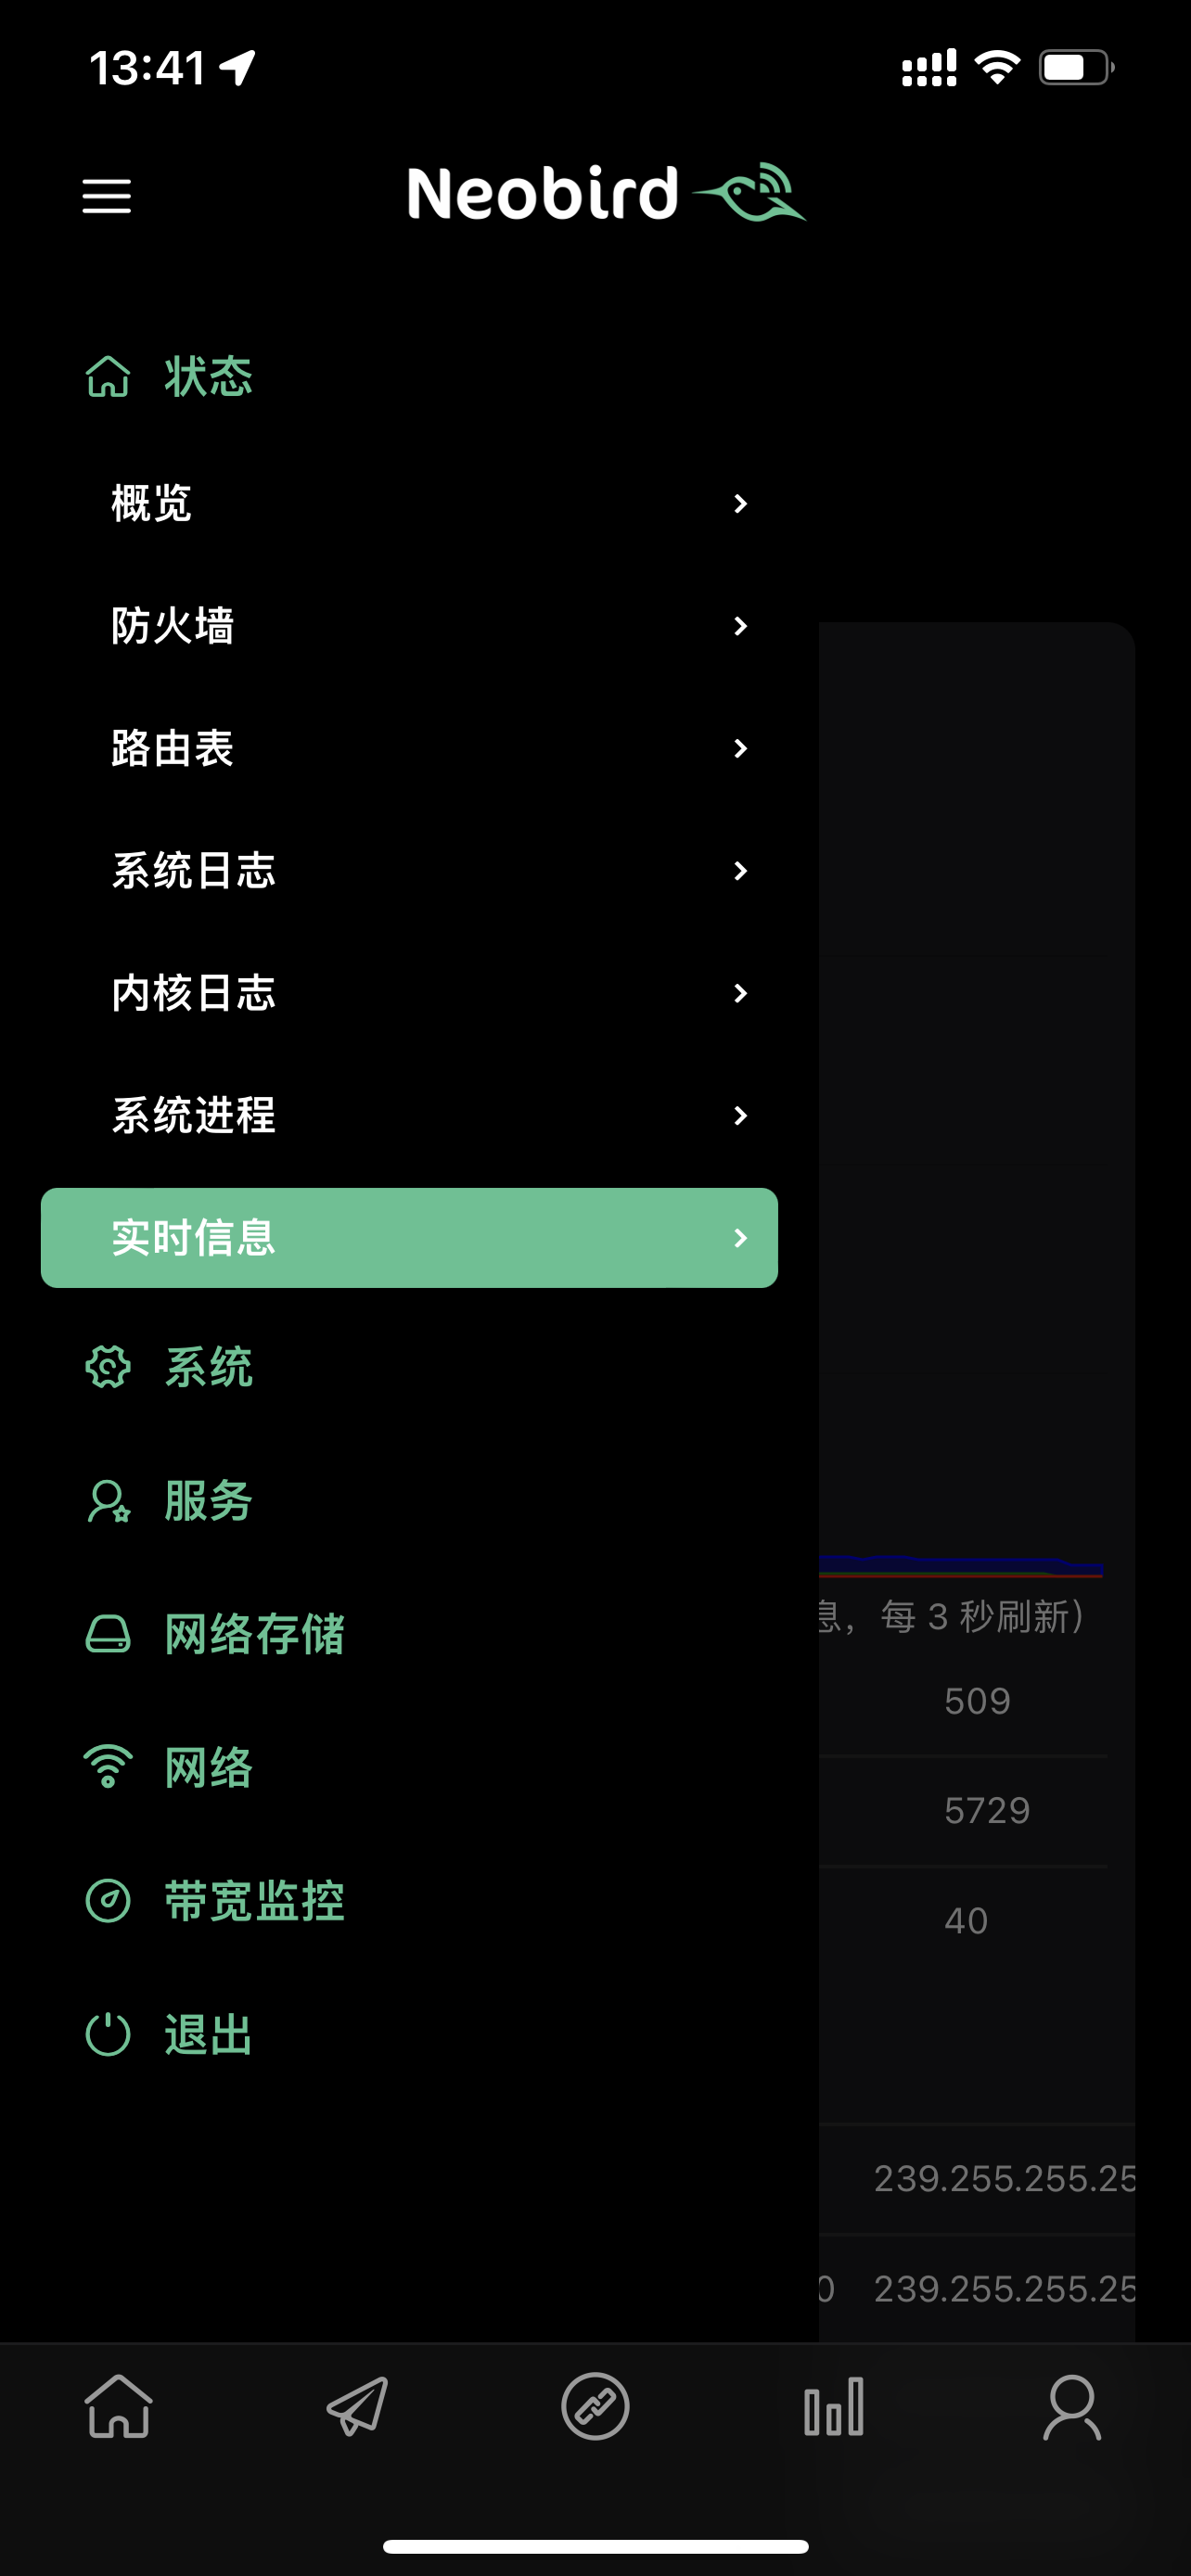 13:41
Neobird
状态
概览
防火墙
路由表
系统日志
内核日志
系统进程
实时信息
系统
服务
息，每 3 秒刷新）
网络存储
509
网络
5729
带宽监控
40
退出
239.255.255.25
0 239.255.255.25